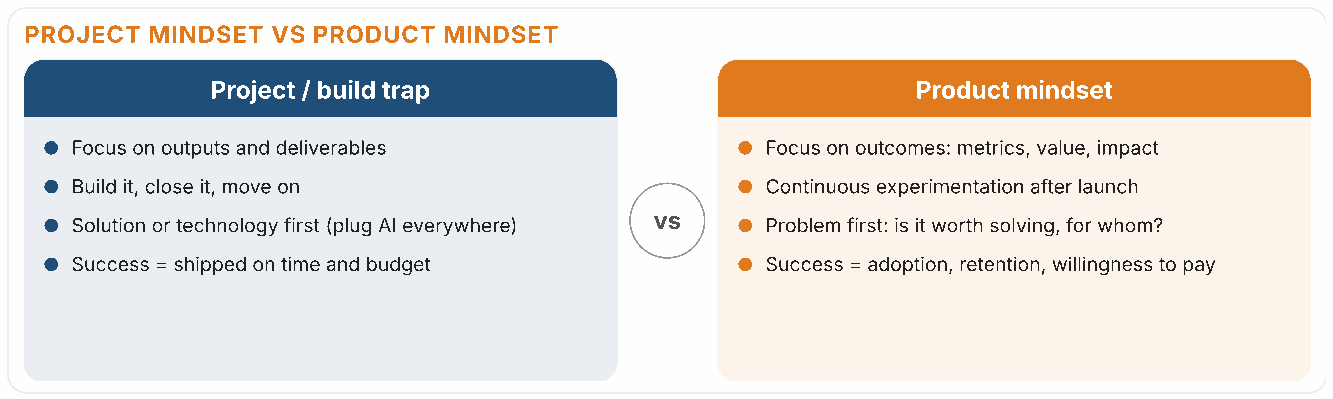 PROJECT MINDSET VS PRODUCT MINDSET
Project / build trap
Focus on outputs and deliverables
Build it, close it, move on
Solution or technology first (plug AI everywhere)
Success = shipped on time and budget
vs
Product mindset
Focus on outcomes: metrics, value, impact
Continuous experimentation after launch
Problem first: is it worth solving, for whom?
Success = adoption, retention, willingness to pay